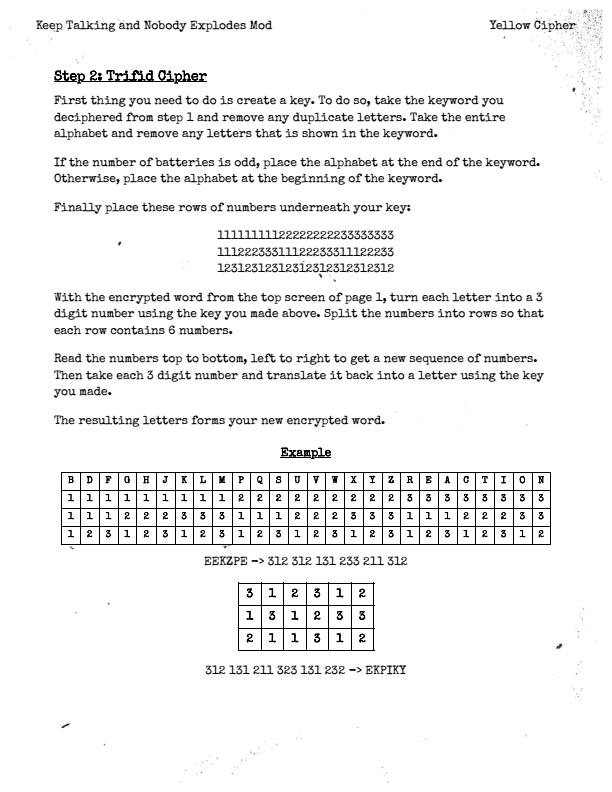 Keep Talking and Nobody Explodes Mod
Yellow Cipher
Step 2: Trifid Cipher
First thing you need to do is create a key. To do so, take the keyword you
deciphered from step 1 and remove any duplicate letters. Take the entire
alphabet and remove any letters that is shown in the keyword.
If the number of batteries is odd, place the alphabet at the end of the keyword.
Otherwise, place the alphabet at the beginning of the keyword.
Finally place these rows of numbers underneath your key:
11111111122222222233333333
11122233311122233311122233
12312312312312312312312312
With the encrypted word from the top screen of page 1, turn each letter into a 3
digit number using the key you made above. Split the numbers into rows so that
each row contains 6 numbers.
Read the numbers top to bottom, left to right to get a new sequence of numbers.
Then take each 3 digit number and translate it back into a letter using the key
you made.
The resulting letters forms your new encrypted word.
Example
B D F G H J K L M P Q S U V W X Y Z R E A C T I O N
1 1 1 1 1 1 1 1 1 2 2 2 2 2 2 2 2 2 3 3 3 3 3 3 3 3
1 1 1 2 2 2 3 3 3 1 1 1 2 2 2 3 3 3 1 1 1 2 2 2 3 3
1 2 3 1 2 3 1 2 3 1 2 3 1 2 3 1 2 3 1 2 3 1 2 3 1 2
EEKZPE -> 312 312 131 233 211 312
3 1 2 3 1 2
1 3 1 2 3 3
2 1 1 3 1 2
312 131 211 323 131 232 -> EKPIKY